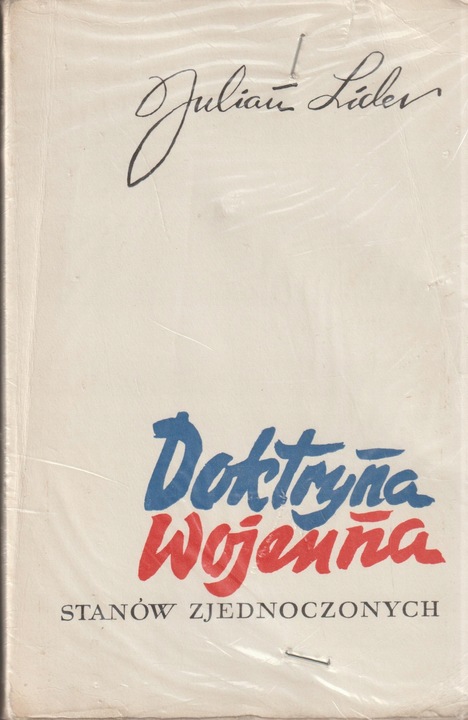 Julian Lider
Doktryna
Wojenna
STANÓW ZJEDNOCZONYCH